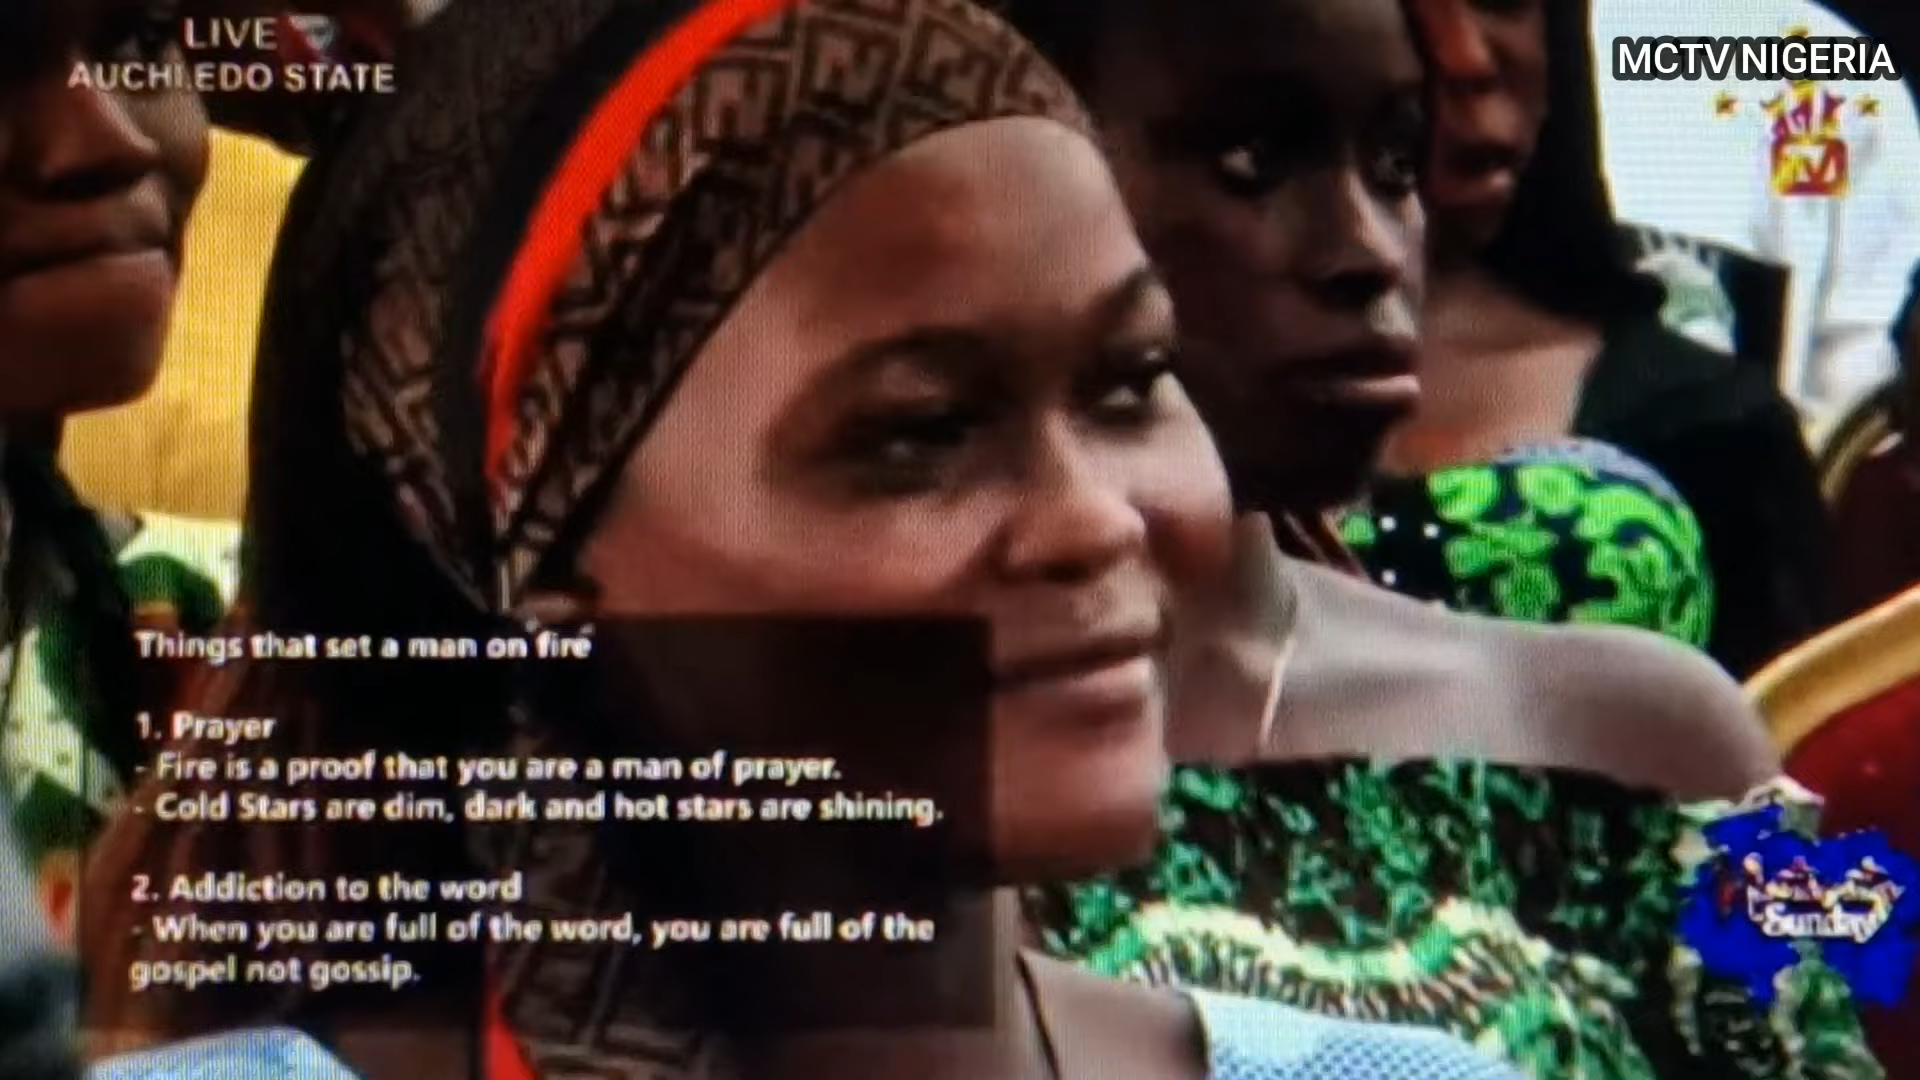 LIVE
AUCHI.EDO STATE
MCTV NIGERIA
TV
Things that set a man on fire
1. Prayer
- Fire is a proof that you are a man of prayer.
- Cold Stars are dim, dark and hot stars are shining.
2. Addiction to the word
- When you are full of the word, you are full of the
gospel not gossip.
Sunday